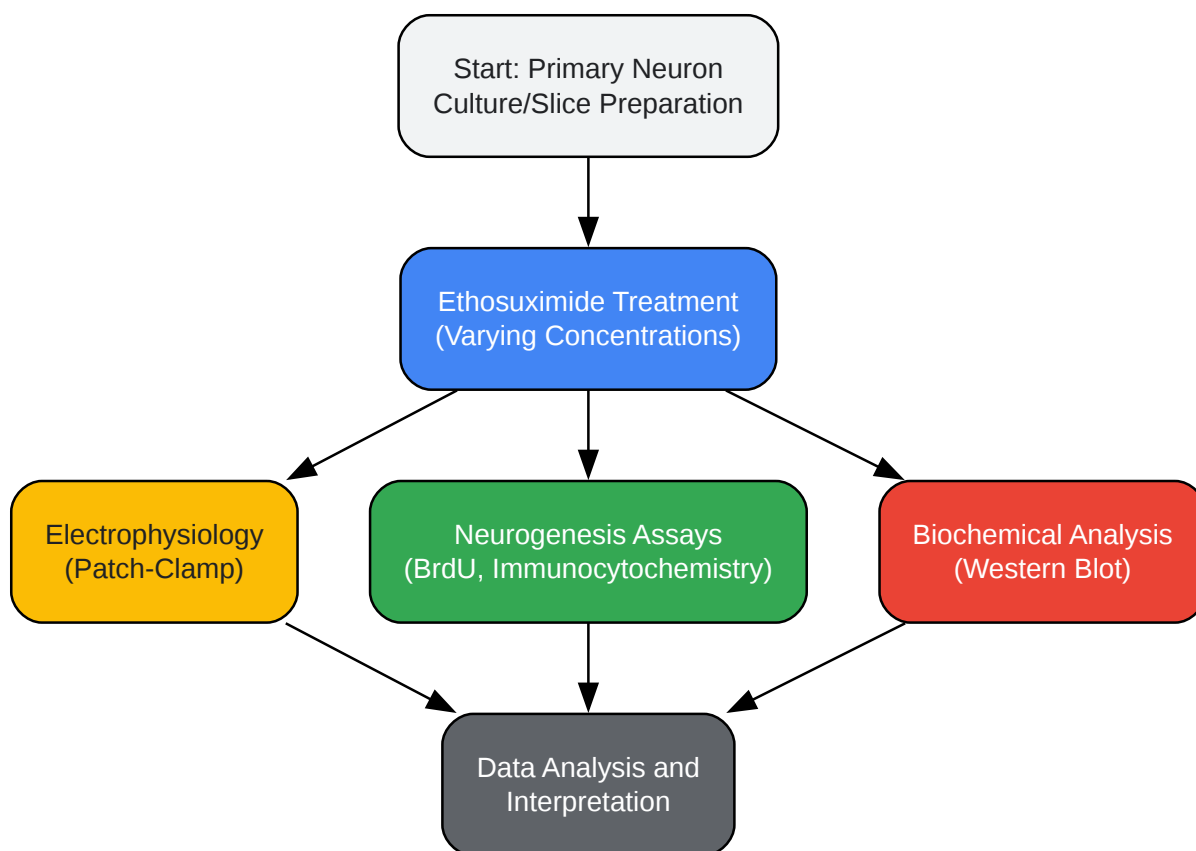 Start: Primary Neuron
Culture/Slice Preparation
Ethosuximide Treatment
(Varying Concentrations)
Electrophysiology
(Patch-Clamp)
Neurogenesis Assays
(BrdU, Immunocytochemistry)
Biochemical Analysis
(Western Blot)
Data Analysis and
Interpretation